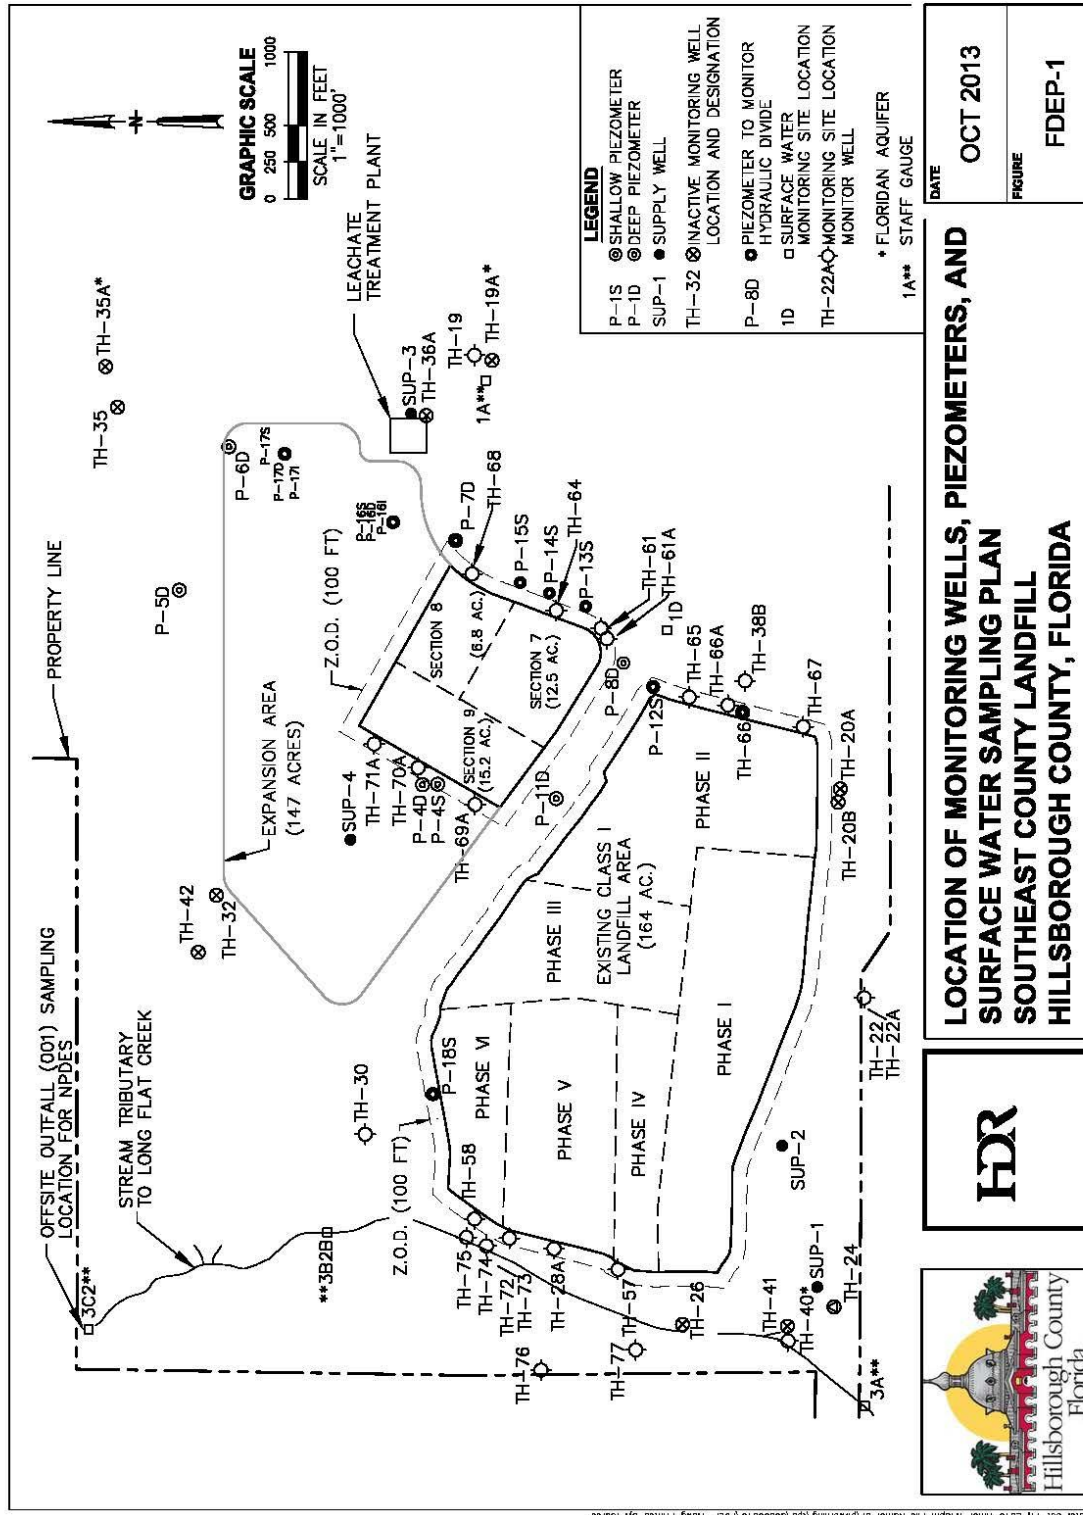 OFFSITE OUTFALL (001) SAMPLING
LOCATION FOR NPDES
3C2**
STREAM TRIBUTARY
TO LONG FLAT CREEK
**3B2B
PROPERTY LINE
TH-42
TH-32
EXPANSION AREA
(147 ACRES)
P-5D
TH-35
TH-35A*
P-6D
P-17S
P-17D
P-17I
P-16S
P-16D
P-16I
N
GRAPHIC SCALE
0 250 500 1000
SCALE IN FEET
1"=1000'
LEACHATE
TREATMENT PLANT
SUP-3
TH-36A
TH-19
1A**
TH-19A*
TH-30
Z.O.D. (100 FT)
P-18S
SUP-4
TH-71A
TH-70A
P-4D
P-4S
TH-69A
Z.O.D. (100 FT)
SECTION 8
(6.8 AC.)
SECTION 9
(15.2 AC.)
SECTION 7
(12.5 AC.)
P-7D
TH-68
P-15S
P-14S
TH-64
P-13S
TH-61
TH-61A
1D
P-8D
P-11D
P-12S
TH-65
TH-66A
TH-38B
TH-66
TH-67
TH-20A
TH-20B
TH-58
TH-75
TH-74
TH-72
TH-73
TH-28A
TH-57
TH-76
TH-77
TH-26
TH-41
TH-40*
3A**
SUP-1
TH-24
SUP-2
TH-22
TH-22A
PHASE VI
PHASE V
PHASE IV
PHASE III
EXISTING CLASS I
LANDFILL AREA
(164 AC.)
PHASE II
PHASE I
LEGEND
P-1S SHALLOW PIEZOMETER
P-1D DEEP PIEZOMETER
SUP-1 SUPPLY WELL
TH-32 INACTIVE MONITORING WELL
LOCATION AND DESIGNATION
P-8D PIEZOMETER TO MONITOR
HYDRAULIC DIVIDE
1D SURFACE WATER
MONITORING SITE LOCATION
TH-22A MONITORING SITE LOCATION
MONITOR WELL
* FLORIDAN AQUIFER
1A** STAFF GAUGE
Hillsborough County
Florida
HDR
LOCATION OF MONITORING WELLS, PIEZOMETERS, AND
SURFACE WATER SAMPLING PLAN
SOUTHEAST COUNTY LANDFILL
HILLSBOROUGH COUNTY, FLORIDA
DATE
OCT 2013
FIGURE
FDEP-1